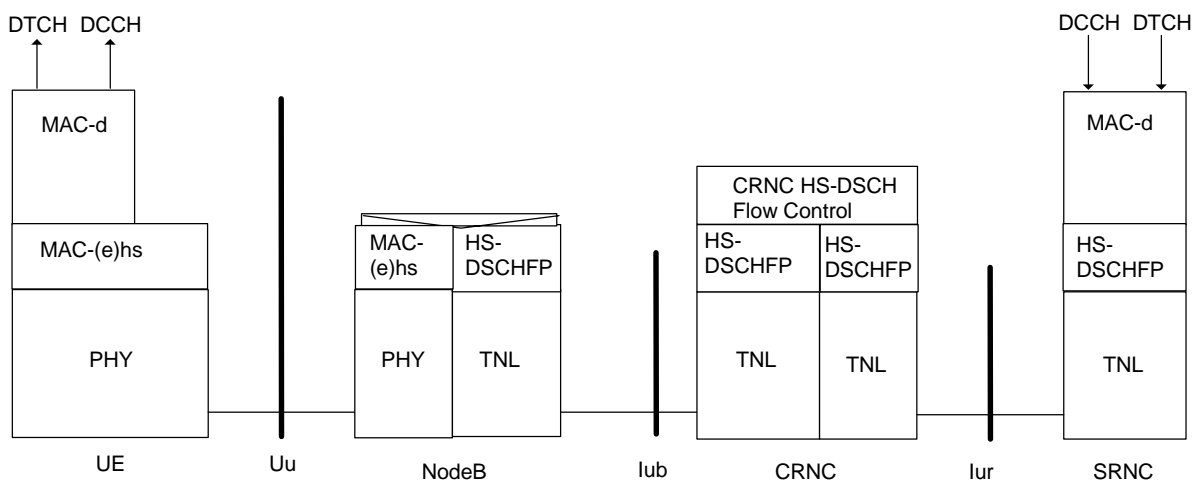 DTCH DCCH
DCCH DTCH
MAC-d
MAC-d
CRNC HS-DSCH
Flow Control
MAC-(e)hs
MAC-
(e)hs
HS-
DSCHFP
HS-
DSCHFP
HS-
DSCHFP
HS-
DSCHFP
PHY
PHY
TNL
TNL
TNL
TNL
UE
Uu
NodeB
Iub
CRNC
Iur
SRNC